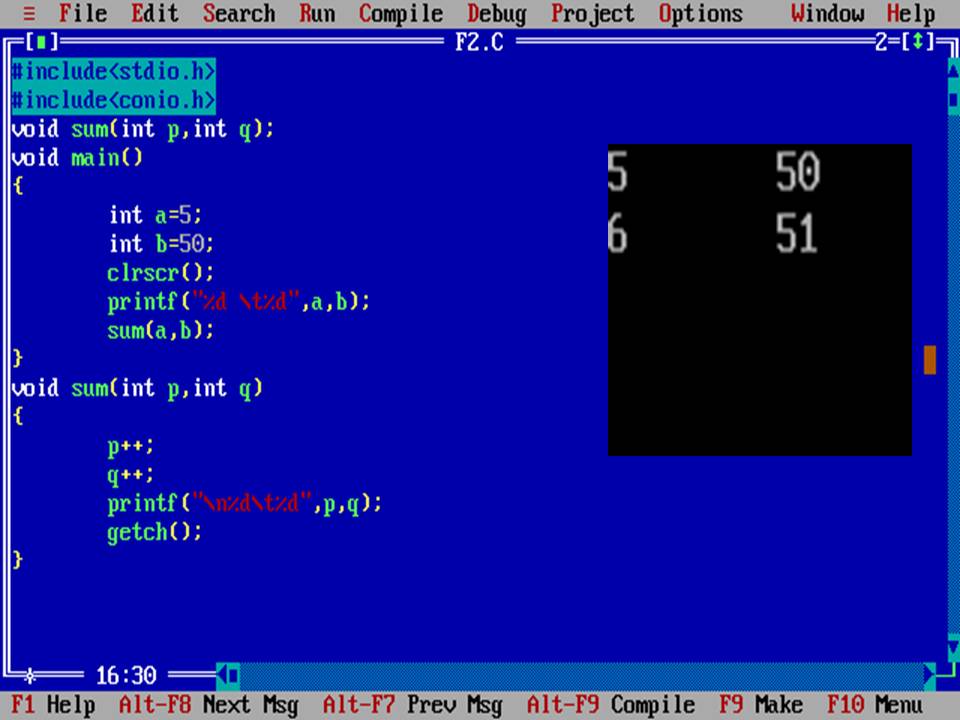 ≡ File Edit Search Run Compile Debug Project Options Window Help
[■] F2.C 2=[↕]
#include<stdio.h>
#include<conio.h>
void sum(int p,int q);
void main()
{
int a=5;
int b=50;
clrscr();
printf("%d \t%d",a,b);
sum(a,b);
}
void sum(int p,int q)
{
p++;
q++;
printf("\n%d\t%d",p,q);
getch();
}
5 50
6 51
16:30
F1 Help Alt-F8 Next Msg Alt-F7 Prev Msg Alt-F9 Compile F9 Make F10 Menu